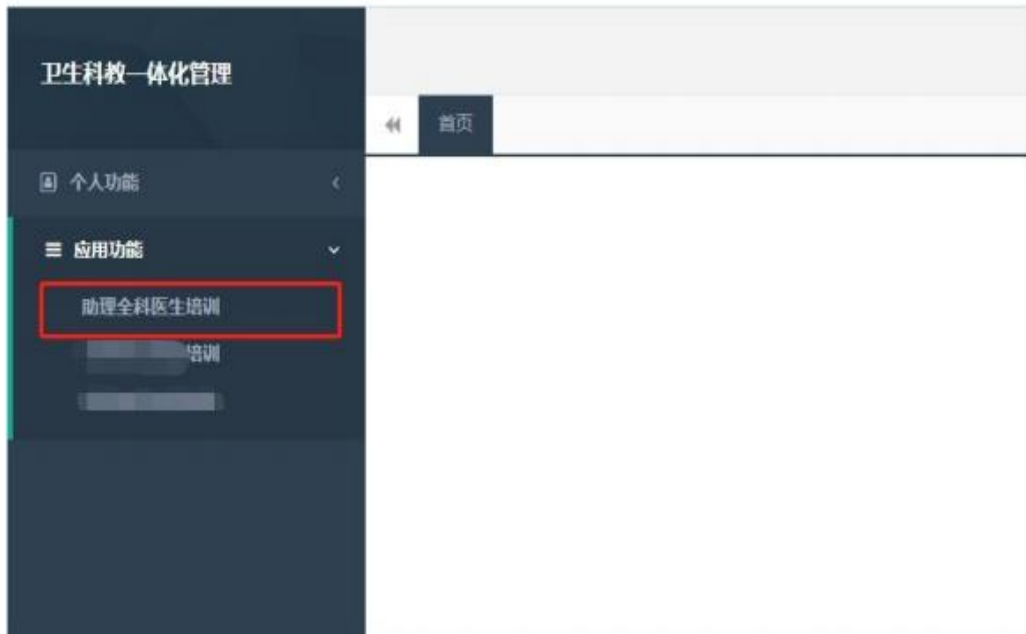 卫生科教一体化管理
首页
个人功能
应用功能
助理全科医生培训
培训